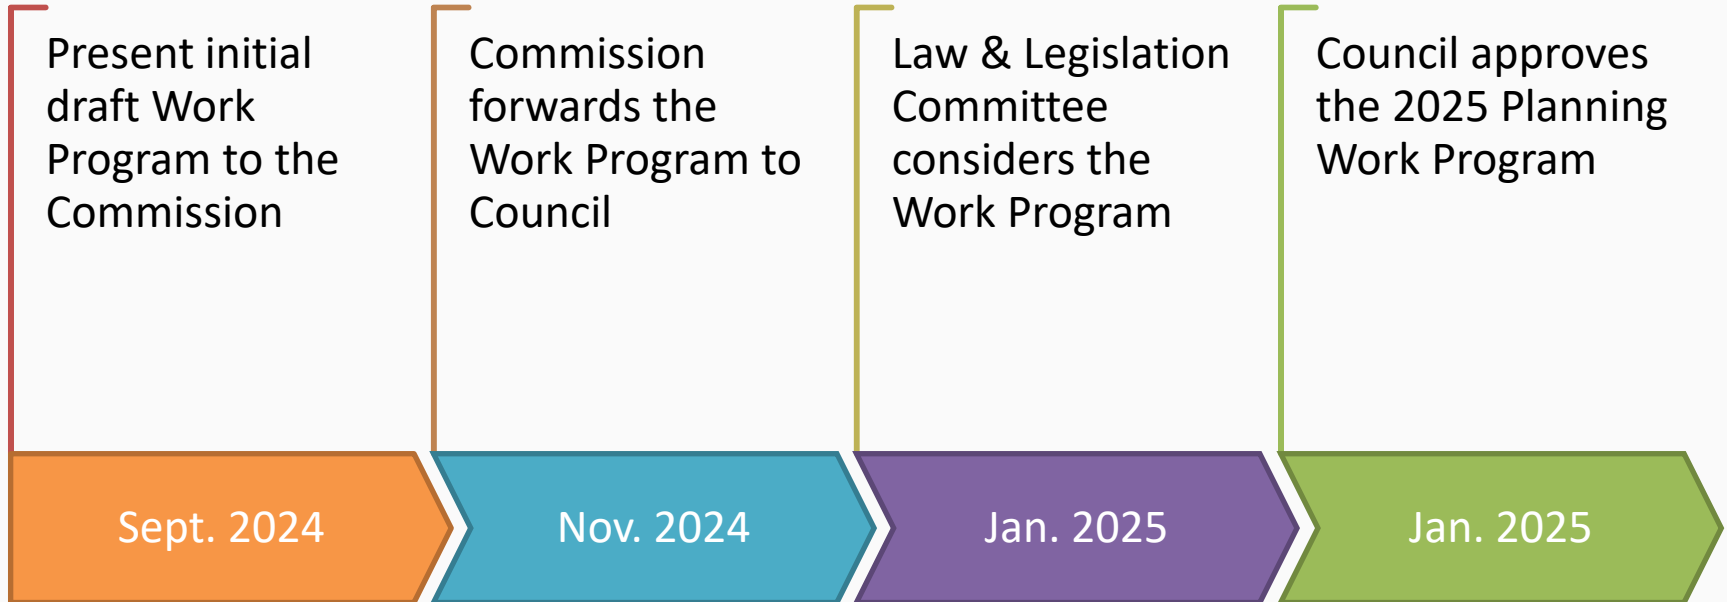 Present initial
draft Work
Program to the
Commission
Commission
forwards the
Work Program to
Council
Law & Legislation
Committee
considers the
Work Program
Council approves
the 2025 Planning
Work Program
Sept. 2024
Nov. 2024
Jan. 2025
Jan. 2025